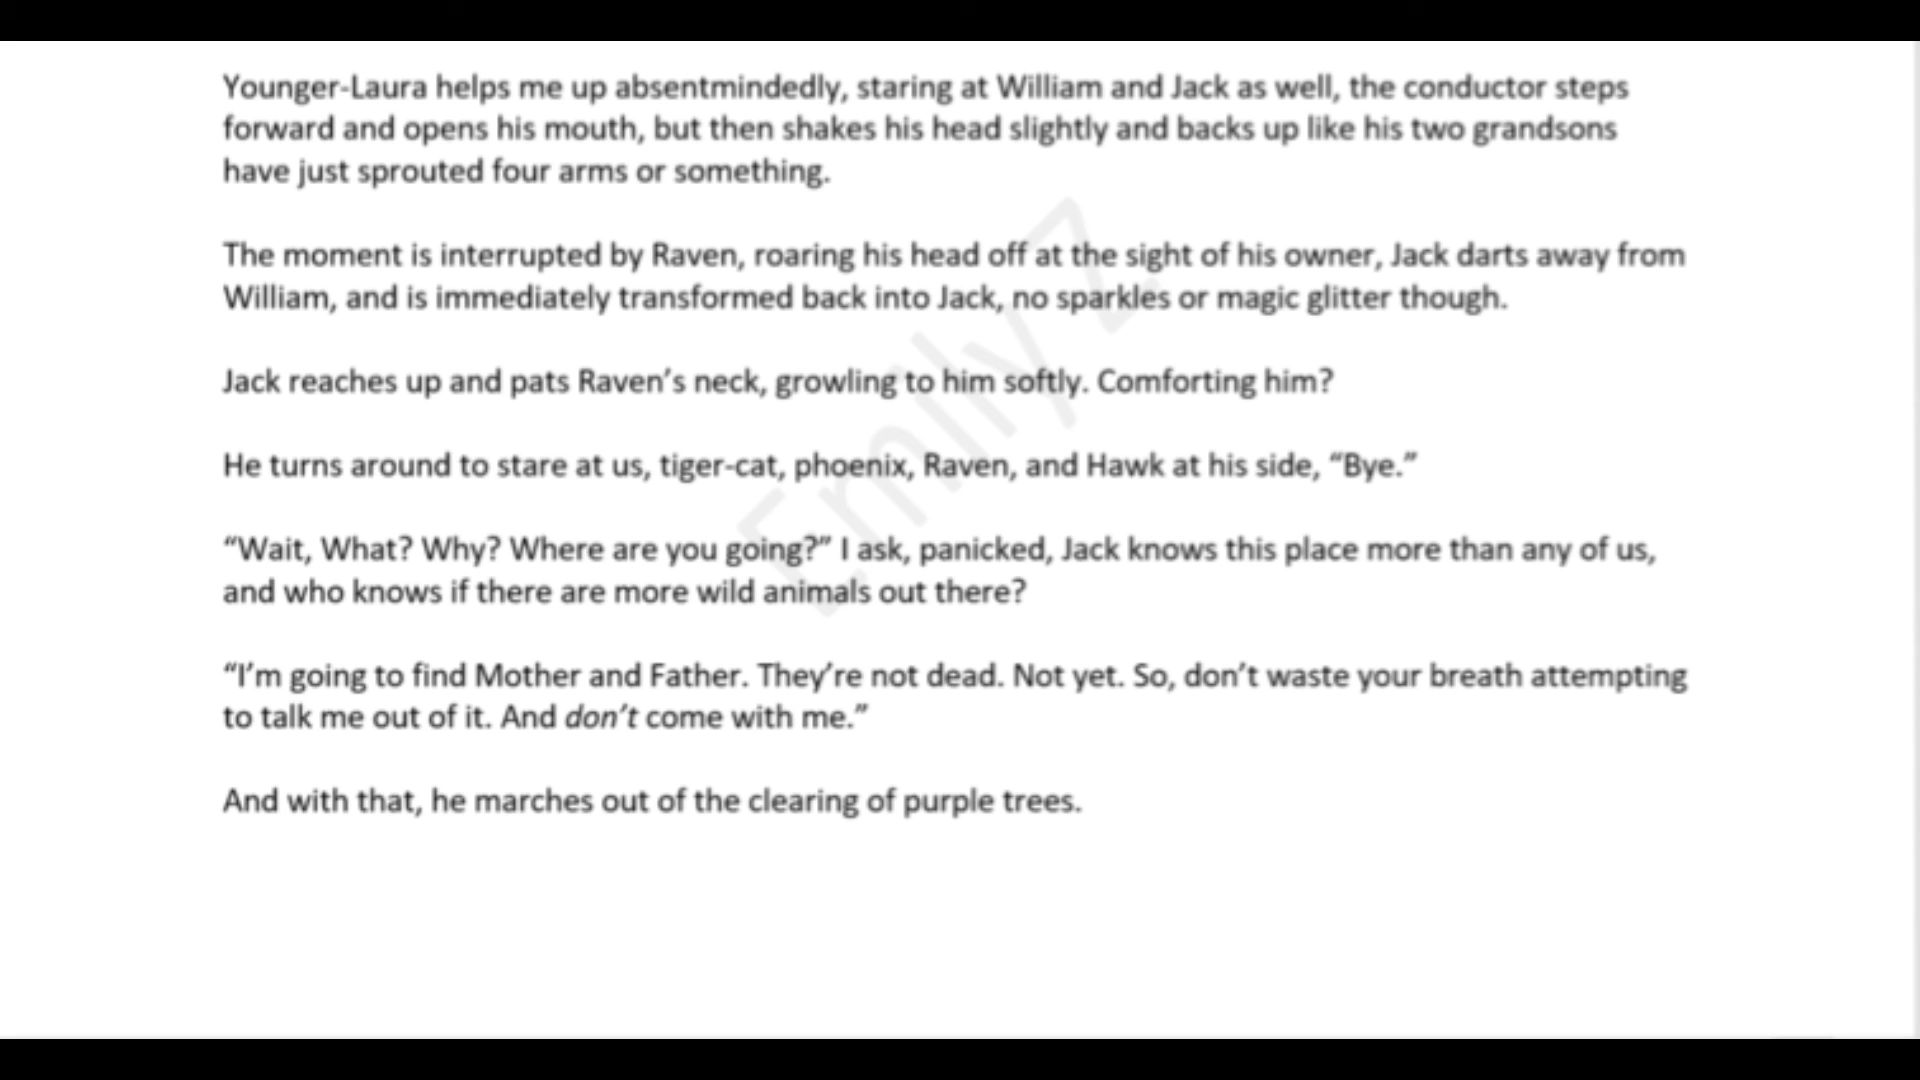 Younger-Laura helps me up absentmindedly, staring at William and Jack as well, the conductor steps
forward and opens his mouth, but then shakes his head slightly and backs up like his two grandsons
have just sprouted four arms or something.
The moment is interrupted by Raven, roaring his head off at the sight of his owner, Jack darts away from
William, and is immediately transformed back into Jack, no sparkles or magic glitter though.
Jack reaches up and pats Raven’s neck, growling to him softly. Comforting him?
He turns around to stare at us, tiger-cat, phoenix, Raven, and Hawk at his side, “Bye.”
“Wait, What? Why? Where are you going?” I ask, panicked, Jack knows this place more than any of us,
and who knows if there are more wild animals out there?
“I’m going to find Mother and Father. They’re not dead. Not yet. So, don’t waste your breath attempting
to talk me out of it. And don’t come with me.”
And with that, he marches out of the clearing of purple trees.
Emily Z